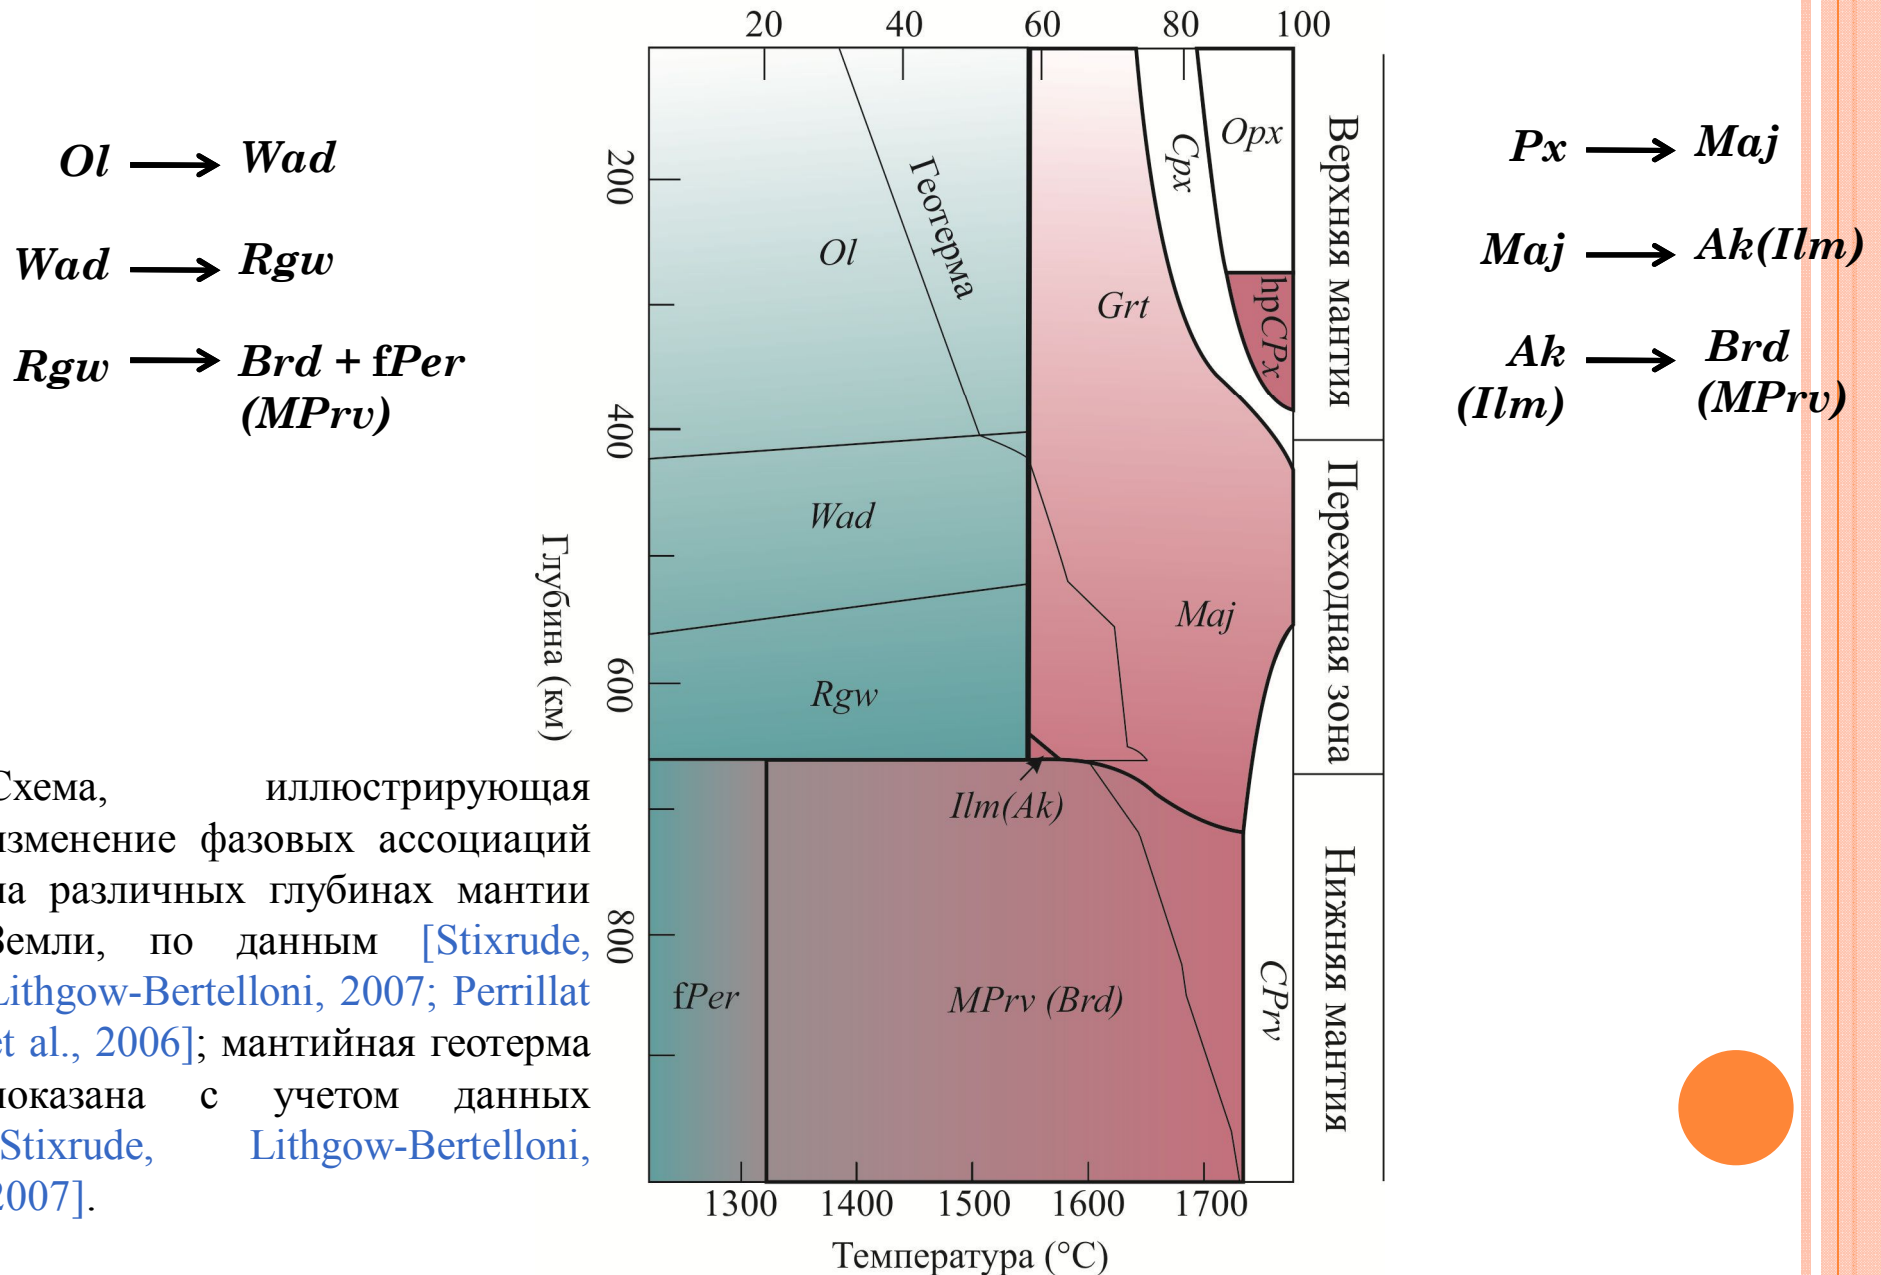 20 40 60 80 100
Ol → Wad
Wad → Rgw
Rgw → Brd + fPer
(MPrv)
Глубина (км)
200
400
600
800
Ol
Геотерма
Wad
Rgw
Grt
Cpx
Opx
hpCPx
Maj
Ilm(Ak)
fPer
MPrv (Brd)
CPrv
Верхняя мантия
Переходная зона
Нижняя мантия
1300 1400 1500 1600 1700
Температура (°C)
Px → Maj
Maj → Ak(Ilm)
Ak → Brd
(Ilm) (MPrv)
Схема, иллюстрирующая
изменение фазовых ассоциаций
на различных глубинах мантии
Земли, по данным [Stixrude,
Lithgow-Bertelloni, 2007; Perrillat
et al., 2006]; мантийная геотерма
показана с учетом данных
[Stixrude, Lithgow-Bertelloni,
2007].